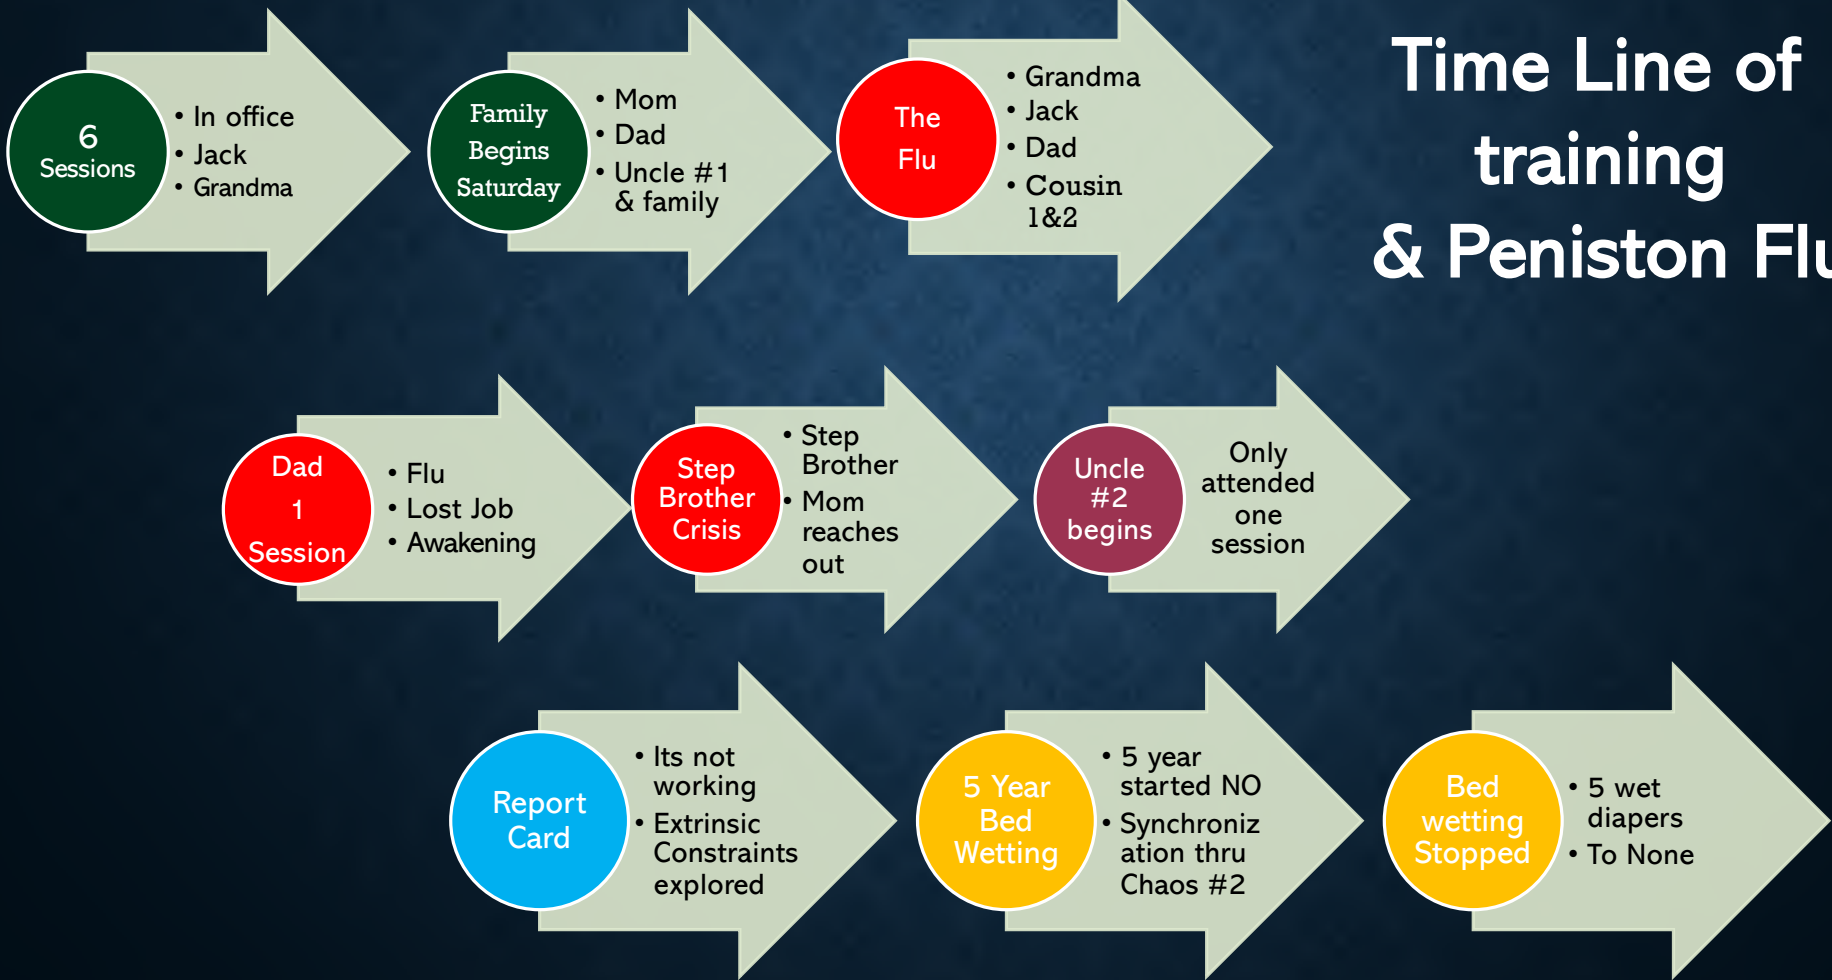 Time Line of
training
& Peniston Flu
6
Sessions
• In office
• Jack
• Grandma
Family
Begins
Saturday
• Mom
• Dad
• Uncle #1
& family
The
Flu
• Grandma
• Jack
• Dad
• Cousin
1&2
Dad
1
Session
• Flu
• Lost Job
• Awakening
Step
Brother
Crisis
• Step
Brother
• Mom
reaches
out
Uncle
#2
begins
Only
attended
one
session
Report
Card
• Its not
working
• Extrinsic
Constraints
explored
5 Year
Bed
Wetting
• 5 year
started NO
• Synchroniz
ation thru
Chaos #2
Bed
wetting
Stopped
• 5 wet
diapers
• To None